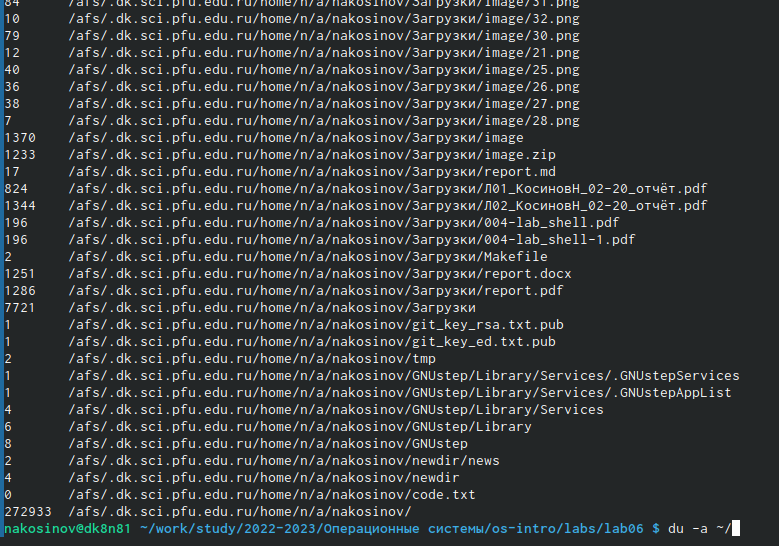 84 /afs/.dk.sci.pfu.edu.ru/home/n/a/nakosinov/Загрузки/image/31.png
10 /afs/.dk.sci.pfu.edu.ru/home/n/a/nakosinov/Загрузки/image/32.png
79 /afs/.dk.sci.pfu.edu.ru/home/n/a/nakosinov/Загрузки/image/30.png
12 /afs/.dk.sci.pfu.edu.ru/home/n/a/nakosinov/Загрузки/image/21.png
40 /afs/.dk.sci.pfu.edu.ru/home/n/a/nakosinov/Загрузки/image/25.png
36 /afs/.dk.sci.pfu.edu.ru/home/n/a/nakosinov/Загрузки/image/26.png
38 /afs/.dk.sci.pfu.edu.ru/home/n/a/nakosinov/Загрузки/image/27.png
7 /afs/.dk.sci.pfu.edu.ru/home/n/a/nakosinov/Загрузки/image/28.png
1370 /afs/.dk.sci.pfu.edu.ru/home/n/a/nakosinov/Загрузки/image
1233 /afs/.dk.sci.pfu.edu.ru/home/n/a/nakosinov/Загрузки/image.zip
17 /afs/.dk.sci.pfu.edu.ru/home/n/a/nakosinov/Загрузки/report.md
824 /afs/.dk.sci.pfu.edu.ru/home/n/a/nakosinov/Загрузки/Л01_КосиновН_02-20_отчёт.pdf
1344 /afs/.dk.sci.pfu.edu.ru/home/n/a/nakosinov/Загрузки/Л02_КосиновН_02-20_отчёт.pdf
196 /afs/.dk.sci.pfu.edu.ru/home/n/a/nakosinov/Загрузки/004-lab_shell.pdf
196 /afs/.dk.sci.pfu.edu.ru/home/n/a/nakosinov/Загрузки/004-lab_shell-1.pdf
2 /afs/.dk.sci.pfu.edu.ru/home/n/a/nakosinov/Загрузки/Makefile
1251 /afs/.dk.sci.pfu.edu.ru/home/n/a/nakosinov/Загрузки/report.docx
1286 /afs/.dk.sci.pfu.edu.ru/home/n/a/nakosinov/Загрузки/report.pdf
7721 /afs/.dk.sci.pfu.edu.ru/home/n/a/nakosinov/Загрузки
1 /afs/.dk.sci.pfu.edu.ru/home/n/a/nakosinov/git_key_rsa.txt.pub
1 /afs/.dk.sci.pfu.edu.ru/home/n/a/nakosinov/git_key_ed.txt.pub
2 /afs/.dk.sci.pfu.edu.ru/home/n/a/nakosinov/tmp
1 /afs/.dk.sci.pfu.edu.ru/home/n/a/nakosinov/GNUstep/Library/Services/.GNUstepServices
1 /afs/.dk.sci.pfu.edu.ru/home/n/a/nakosinov/GNUstep/Library/Services/.GNUstepAppList
4 /afs/.dk.sci.pfu.edu.ru/home/n/a/nakosinov/GNUstep/Library/Services
6 /afs/.dk.sci.pfu.edu.ru/home/n/a/nakosinov/GNUstep/Library
8 /afs/.dk.sci.pfu.edu.ru/home/n/a/nakosinov/GNUstep
2 /afs/.dk.sci.pfu.edu.ru/home/n/a/nakosinov/newdir/news
4 /afs/.dk.sci.pfu.edu.ru/home/n/a/nakosinov/newdir
0 /afs/.dk.sci.pfu.edu.ru/home/n/a/nakosinov/code.txt
272933 /afs/.dk.sci.pfu.edu.ru/home/n/a/nakosinov/
nakosinov@dk8n81 ~/work/study/2022-2023/Операционные системы/os-intro/labs/lab06 $ du -a ~/